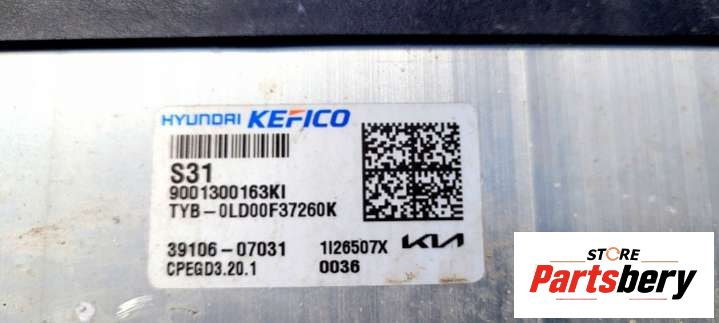 HYUNDAI KEFICO
S31
9001300163KI
TYB-0LD00F37260K
39106-07031 1I26507X KIA
CPEGD3.20.1 0036
STORE
Partsbery